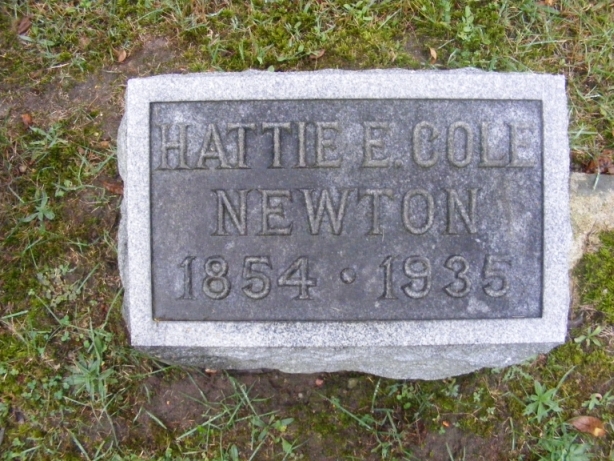 HATTIE E. COLE
NEWTON
1854 · 1935